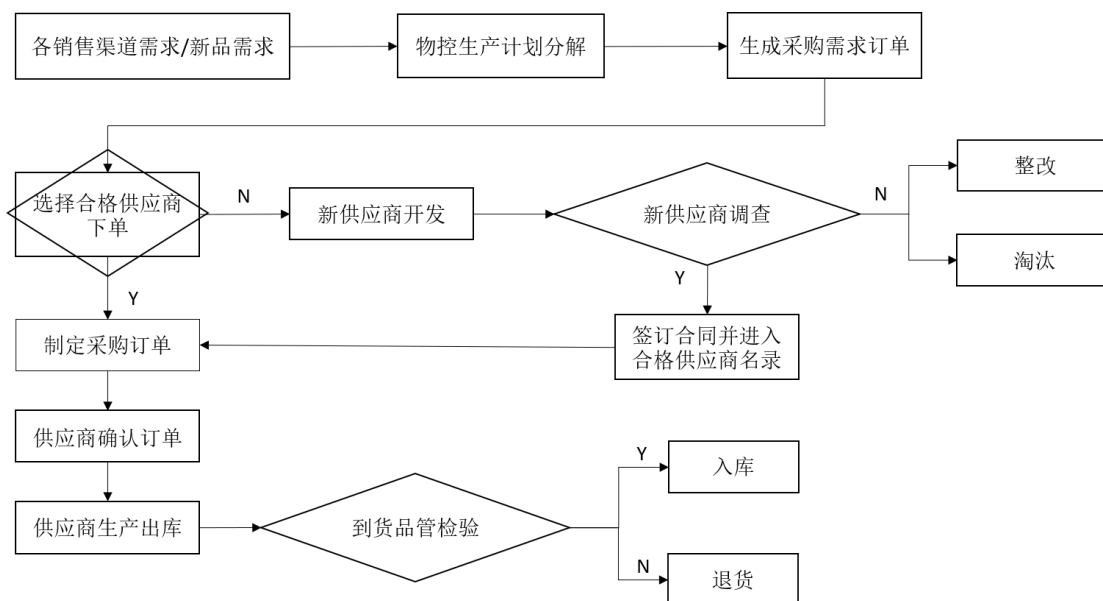 各销售渠道需求/新品需求
物控生产计划分解
生成采购需求订单
选择合格供应商
下单
N
新供应商开发
新供应商调查
N
整改
淘汰
Y
Y
制定采购订单
签订合同并进入
合格供应商名录
供应商确认订单
供应商生产出库
到货品管检验
Y
入库
N
退货